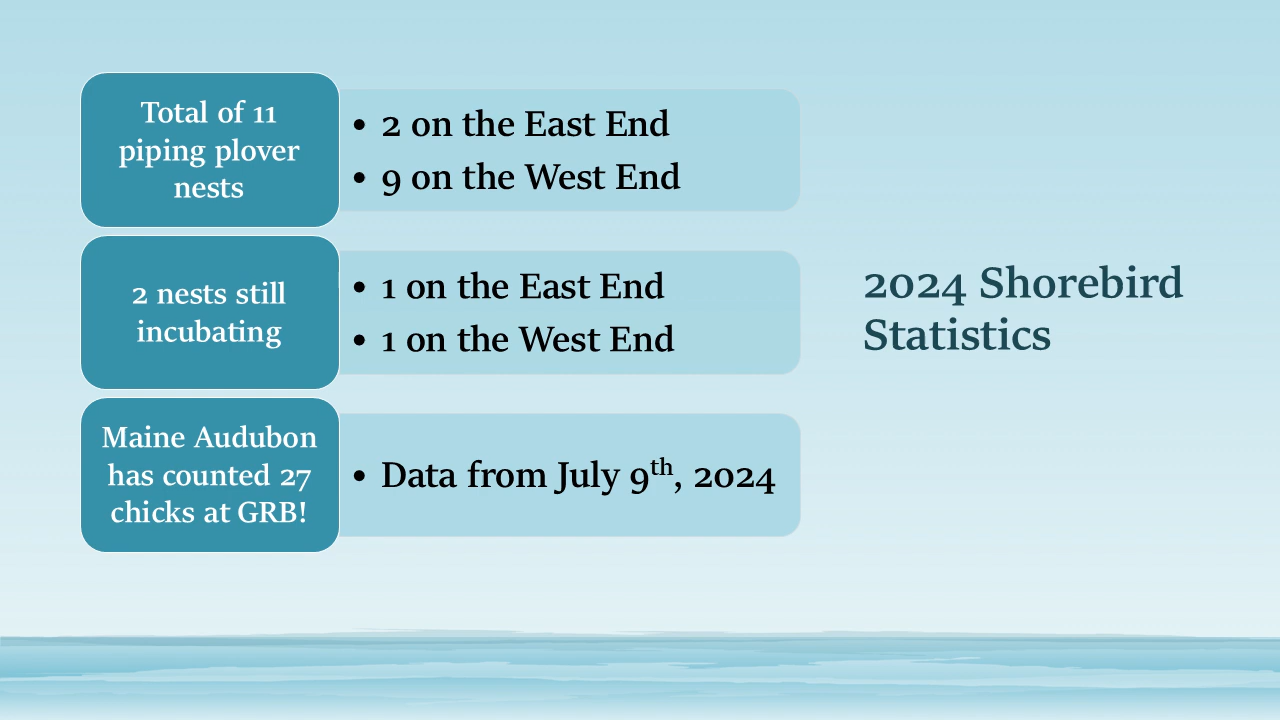 Total of 11
piping plover
nests
• 2 on the East End
• 9 on the West End
2 nests still
incubating
• 1 on the East End
• 1 on the West End
Maine Audubon
has counted 27
chicks at GRB!
• Data from July 9th, 2024
2024 Shorebird
Statistics